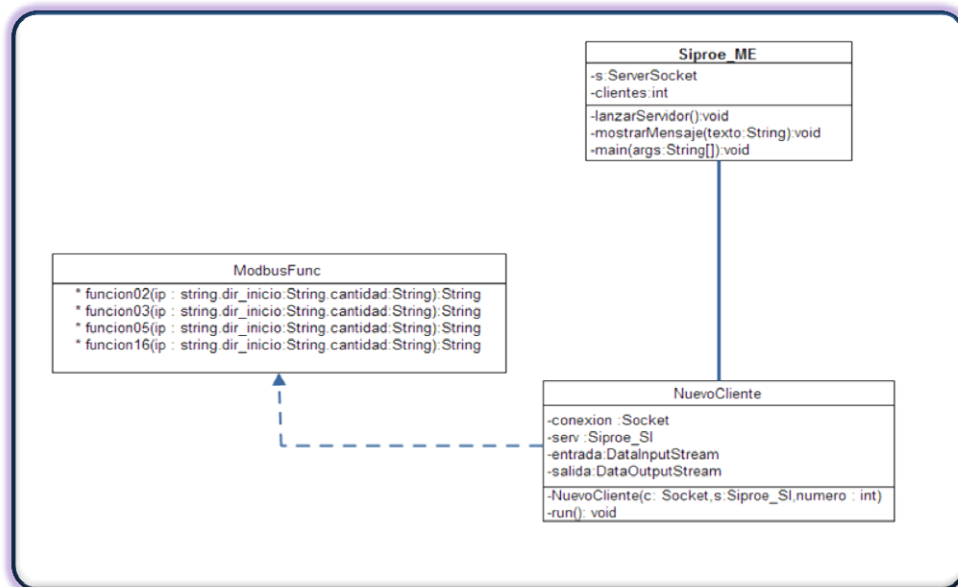 Siproe_ME
-s:ServerSocket
-clientes:int
-lanzarServidor():void
-mostrarMensaje(texto:String):void
-main(args:String[]):void
ModbusFunc
* funcion02(ip : string.dir_inicio:String.cantidad:String):String
* funcion03(ip : string.dir_inicio:String.cantidad:String):String
* funcion05(ip : string.dir_inicio:String.cantidad:String):String
* funcion16(ip : string.dir_inicio:String.cantidad:String):String
NuevoCliente
-conexion :Socket
-serv :Siproe_SI
-entrada:DataInputStream
-salida:DataOutputStream
-NuevoCliente(c: Socket,s:Siproe_SI,numero : int)
-run(): void